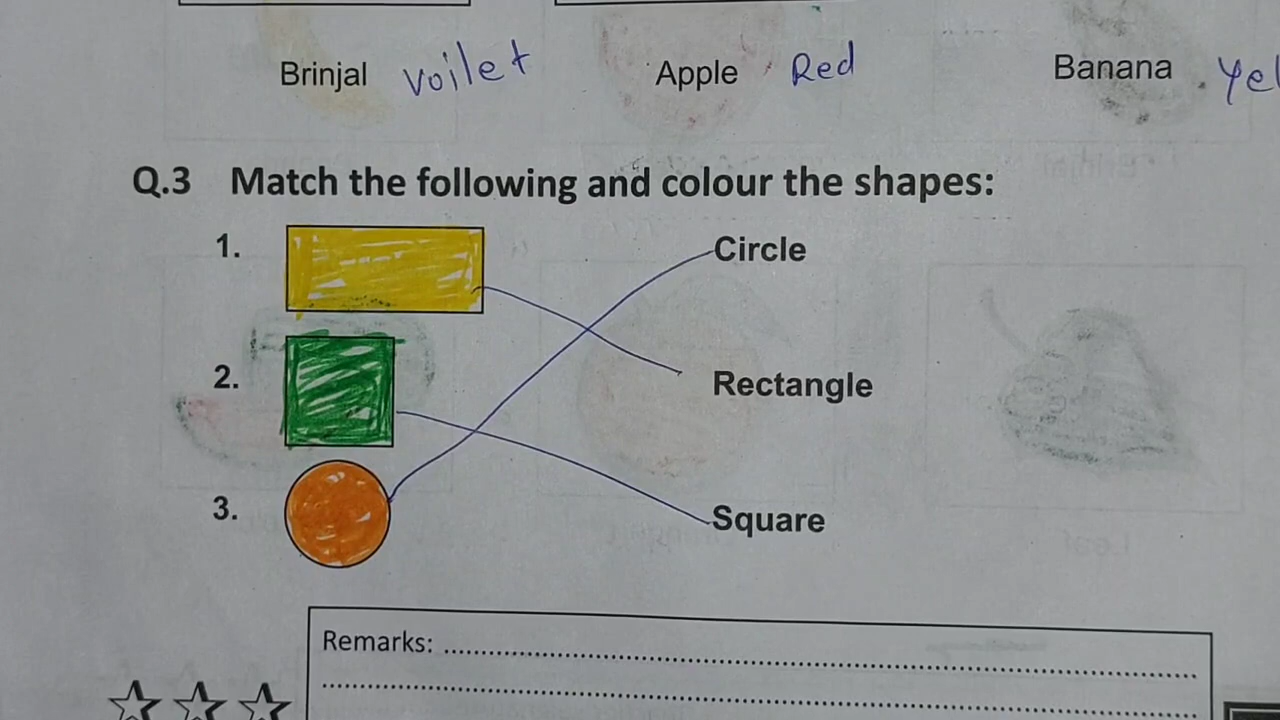 Brinjal voilet Apple Red Banana Yel
Q.3 Match the following and colour the shapes:
1. Circle
2. Rectangle
3. Square
Remarks: